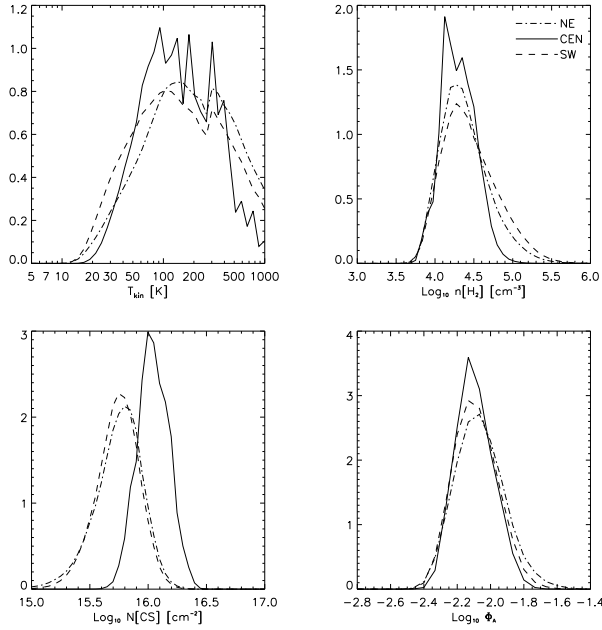 1.2
1.0
0.8
0.6
0.4
0.2
0.0
5 7 10 20 30 50 100 200 500 1000
T_kin [K]
2.0
1.5
1.0
0.5
0.0
NE
CEN
SW
3.0 3.5 4.0 4.5 5.0 5.5 6.0
Log₁₀ n[H₂] [cm⁻³]
3
2
1
0
15.0 15.5 16.0 16.5 17.0
Log₁₀ N[CS] [cm⁻²]
4
3
2
1
0
−2.8 −2.6 −2.4 −2.2 −2.0 −1.8 −1.6 −1.4
Log₁₀ Φ_A